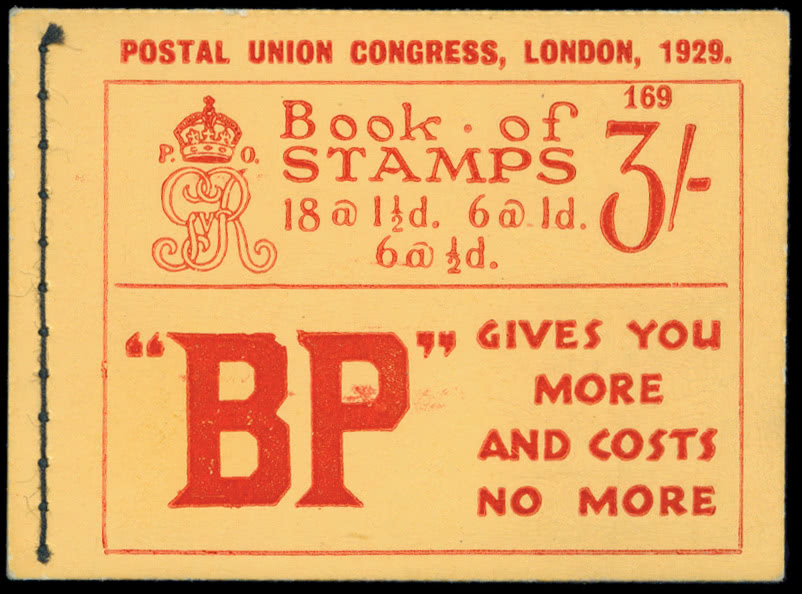 POSTAL UNION CONGRESS, LONDON, 1929.
169
P. O.
GVR
Book · of
STAMPS
3/-
18 @ 1½d. 6 @ 1d.
6 @ ½d.
“BP”
GIVES YOU
MORE
AND COSTS
NO MORE